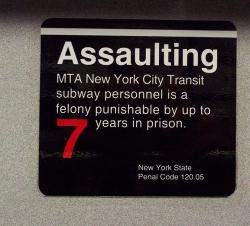 Assaulting
MTA New York City Transit
subway personnel is a
felony punishable by up to
7 years in prison.
New York State
Penal Code 120.05